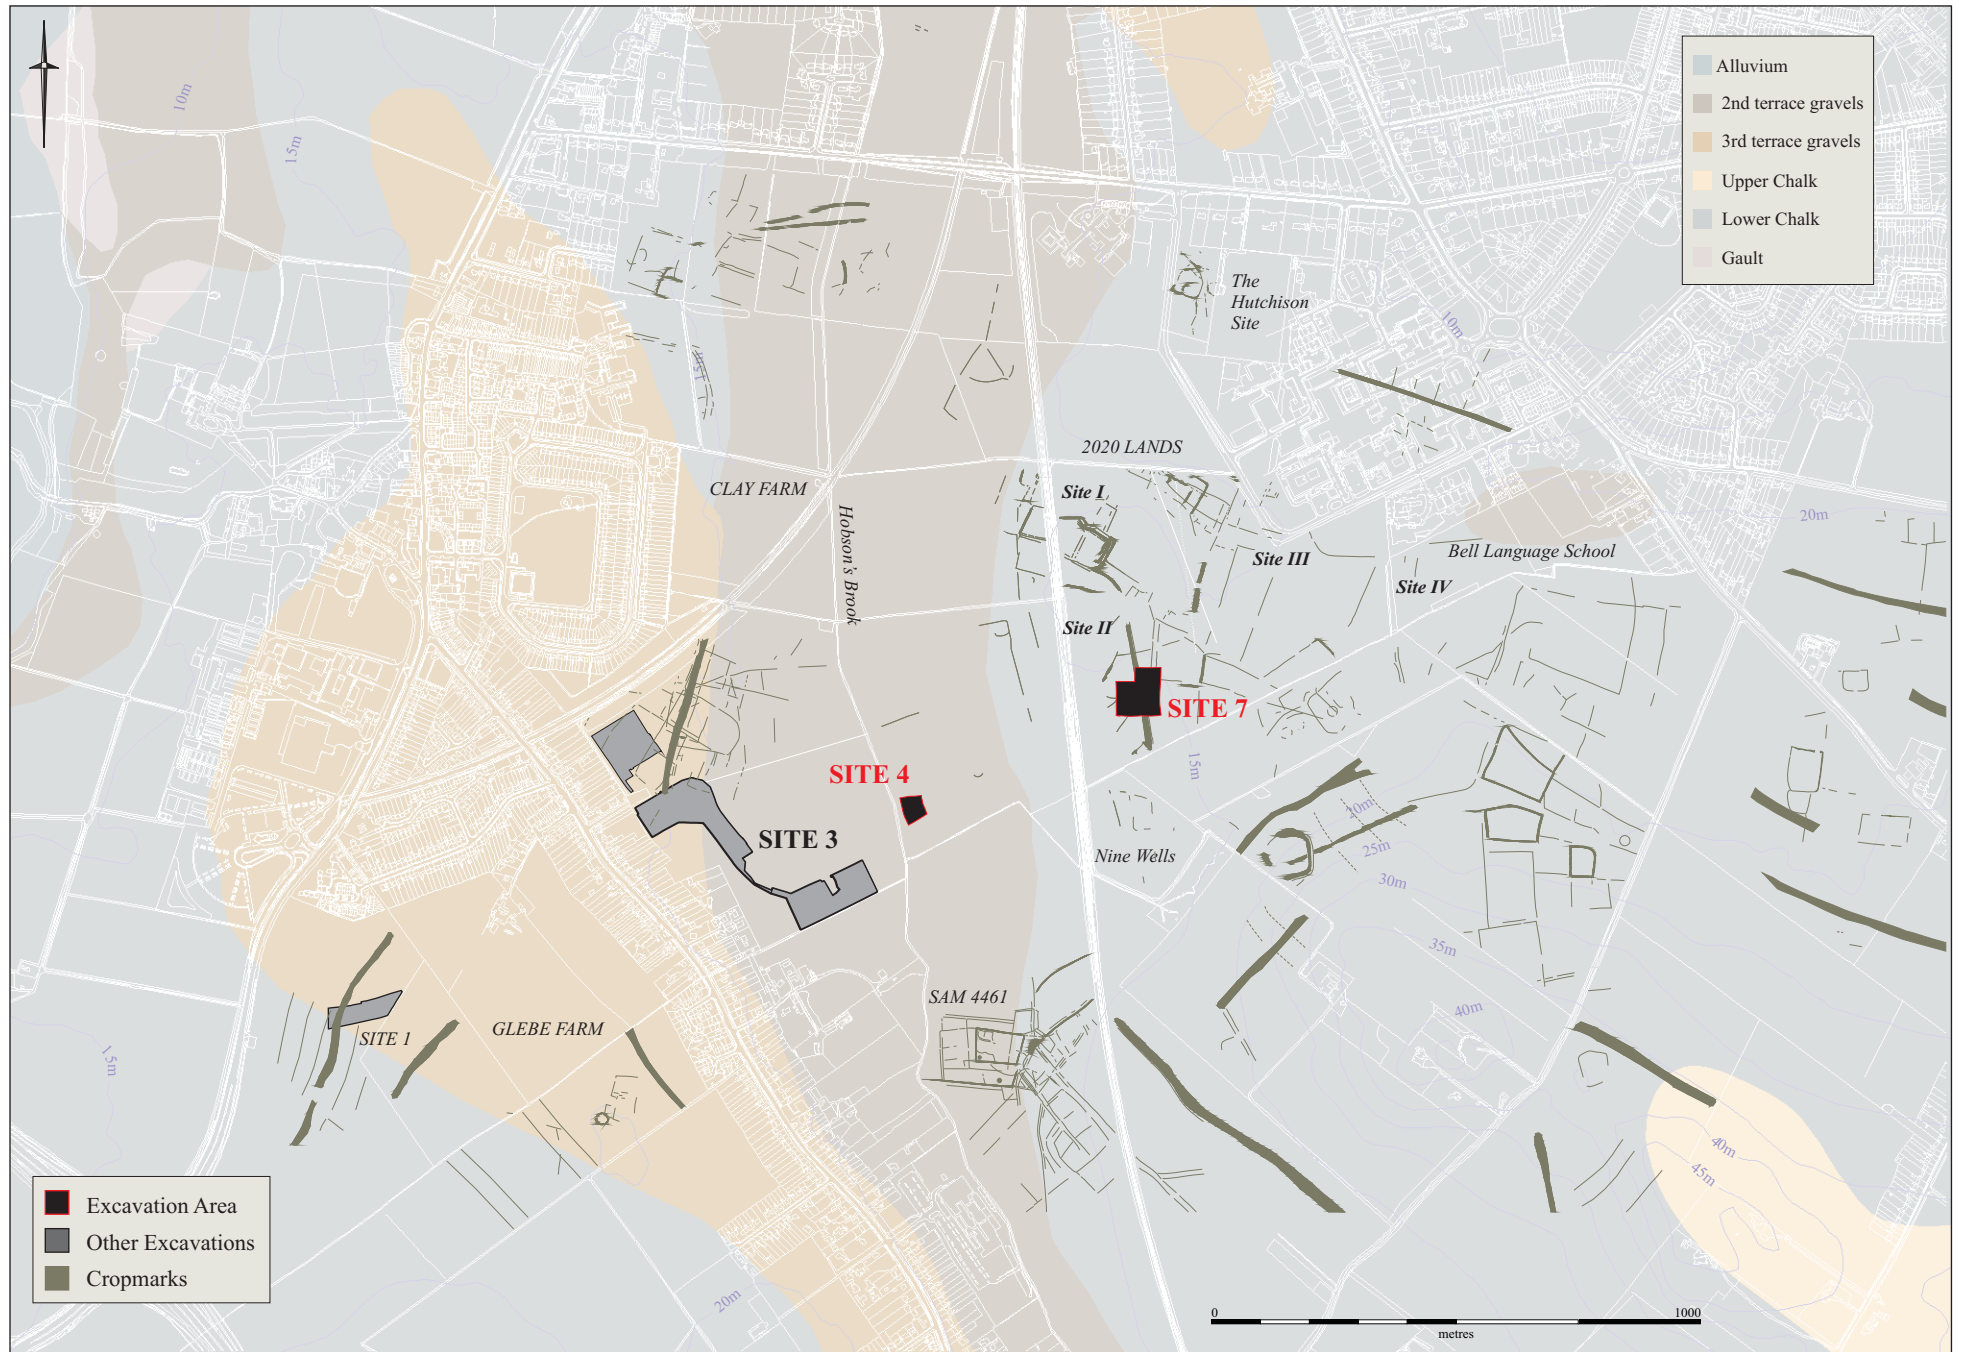 Alluvium
2nd terrace gravels
3rd terrace gravels
Upper Chalk
Lower Chalk
Gault
10m
15m
The
Hutchison
Site
10m
15m
2020 LANDS
CLAY FARM
Site I
20m
Hobson's Brook
Site III
Bell Language School
Site IV
Site II
SITE 7
15m
SITE 4
20m
SITE 3
25m
Nine Wells
30m
35m
SAM 4461
40m
GLEBE FARM
SITE 1
15m
40m
45m
Excavation Area
Other Excavations
Cropmarks
20m
0
1000
metres